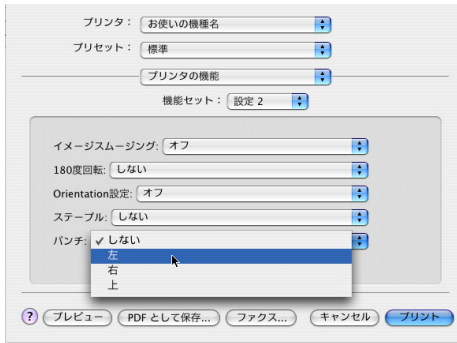 プリンタ： お使いの機種名
プリセット： 標準
プリンタの機能
機能セット： 設定 2
イメージスムージング: オフ
180度回転: しない
Orientation設定: オフ
ステープル: しない
パンチ: ✓ しない
左
右
上
? プレビュー PDF として保存... ファクス... キャンセル プリント